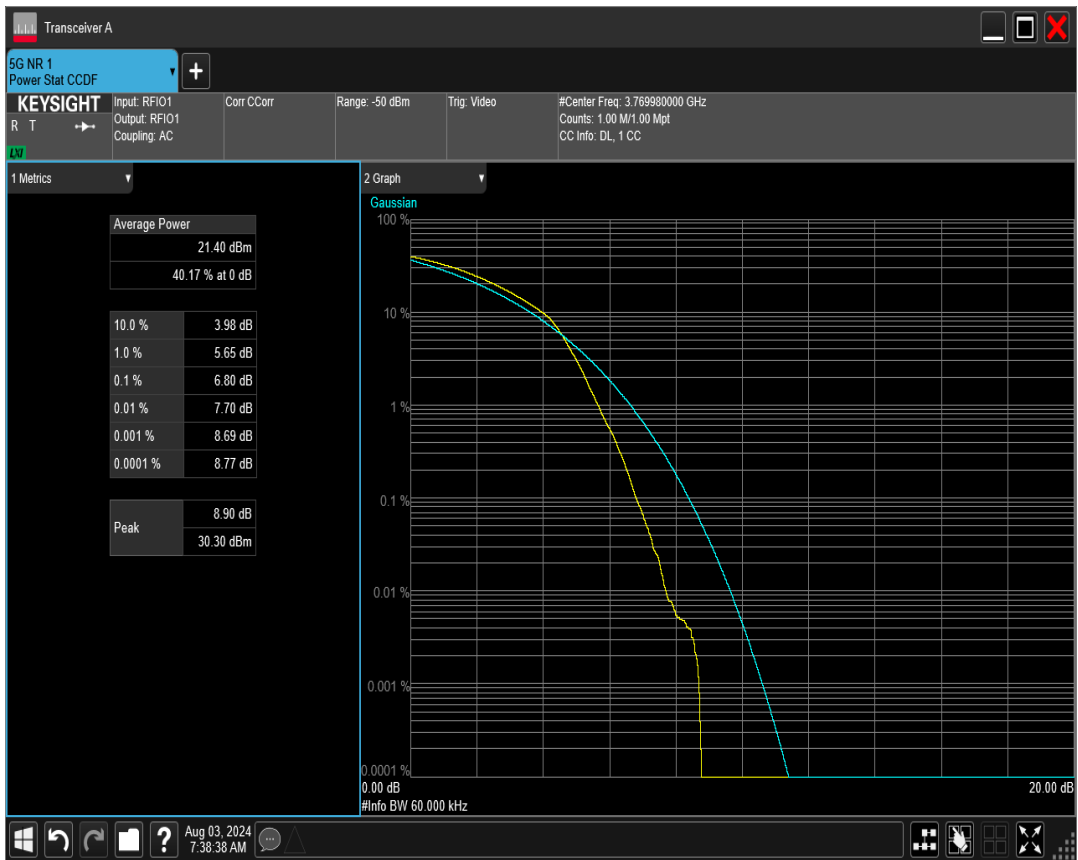 Transceiver A
5G NR 1
Power Stat CCDF
KEYSIGHT
R T
LXI
Input: RFIO1
Output: RFIO1
Coupling: AC
Corr CCorr
Range: -50 dBm
Trig: Video
#Center Freq: 3.769980000 GHz
Counts: 1.00 M/1.00 Mpt
CC Info: DL, 1 CC
1 Metrics
Average Power
21.40 dBm
40.17 % at 0 dB
10.0 % 3.98 dB
1.0 % 5.65 dB
0.1 % 6.80 dB
0.01 % 7.70 dB
0.001 % 8.69 dB
0.0001 % 8.77 dB
Peak
8.90 dB
30.30 dBm
2 Graph
Gaussian
100 %
10 %
1 %
0.1 %
0.01 %
0.001 %
0.0001 %
0.00 dB 20.00 dB
#Info BW 60.000 kHz
Aug 03, 2024
7:38:38 AM